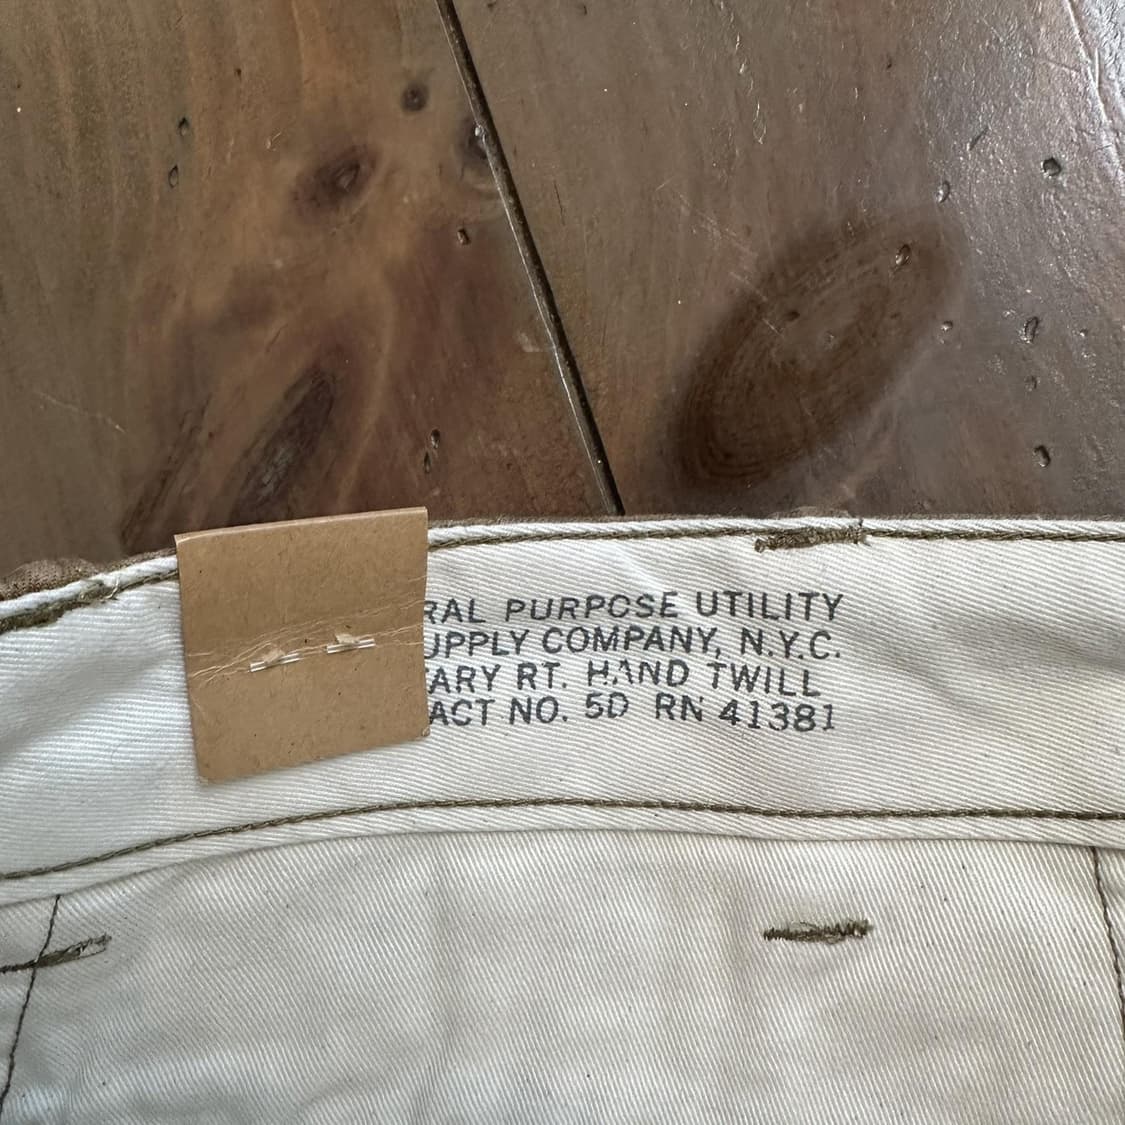 RAL PURPOSE UTILITY
UPPLY COMPANY, N.Y.C.
ARY RT. HAND TWILL
ACT NO. 5D RN 41381